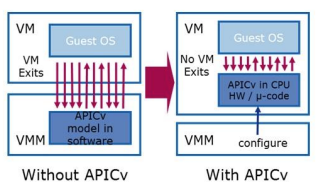 VM
Guest OS
VM
Exits
APICv
model in
software
VMM
Without APICv
VM
Guest OS
No VM
Exits
APICv in CPU
HW / μ-code
VMM
configure
With APICv